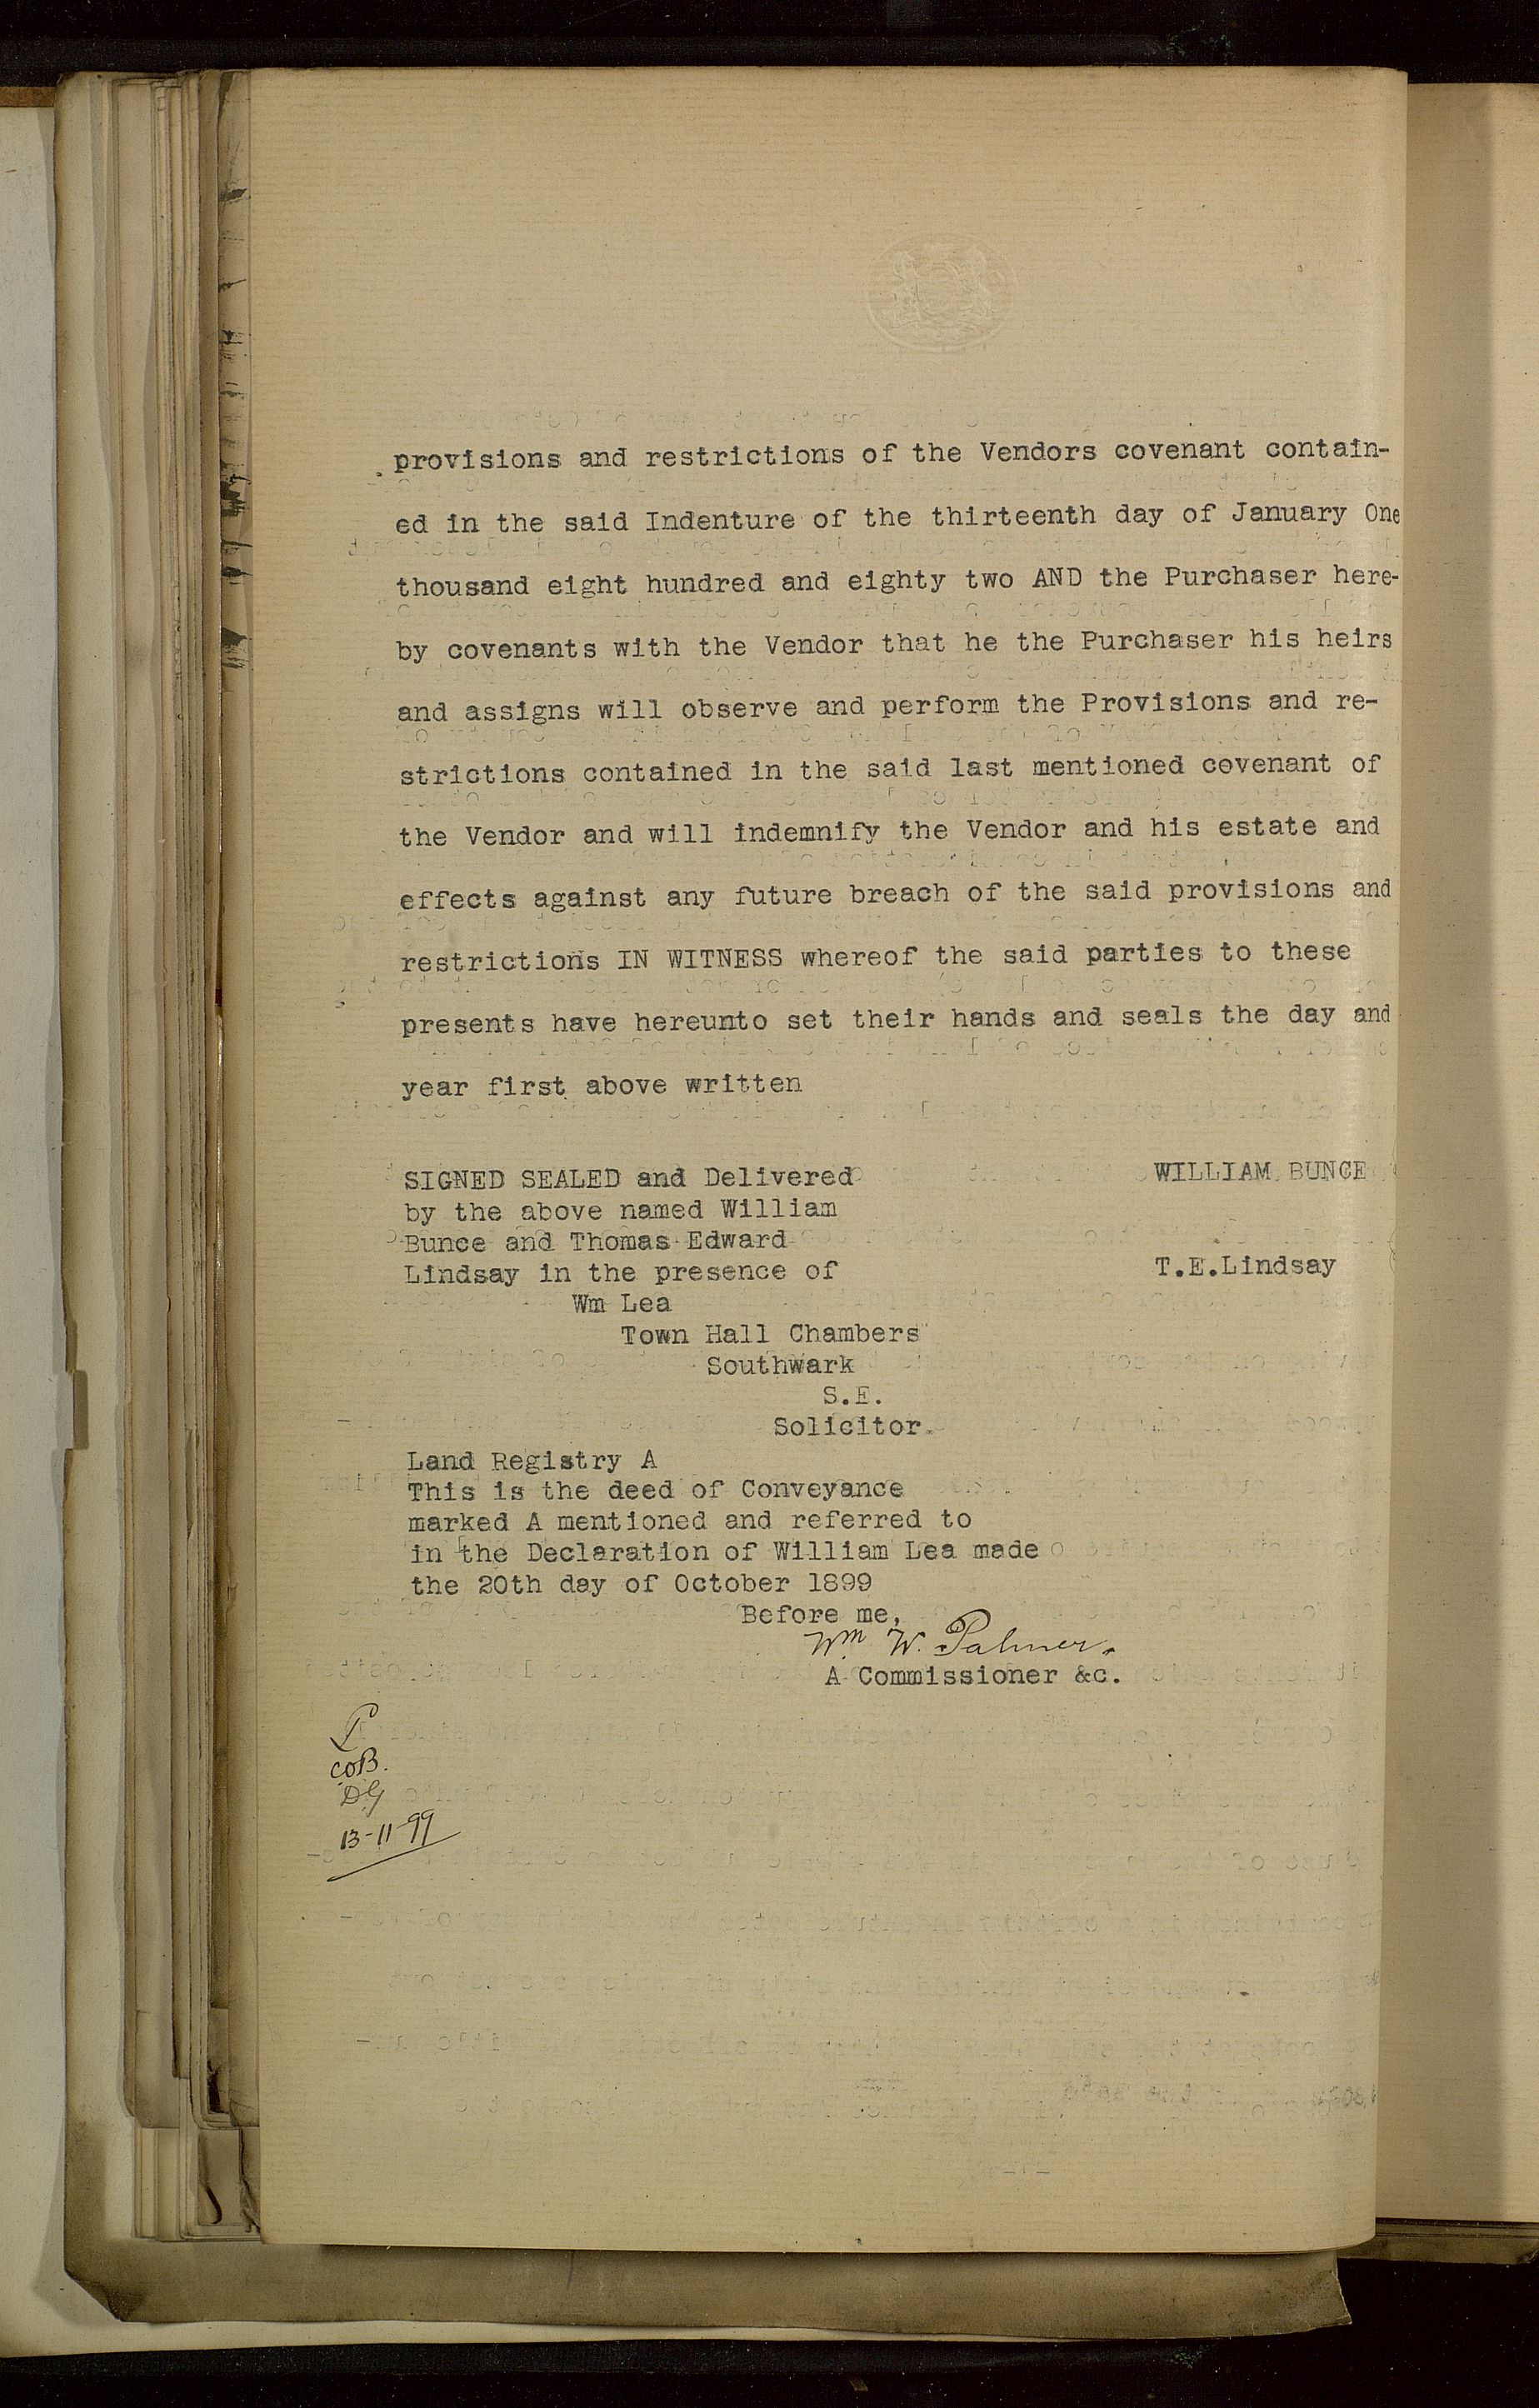 provisions and restrictions of the Vendors covenant contain-
ed in the said Indenture of the thirteenth day of January One
thousand eight hundred and eighty two AND the Purchaser here-
by covenants with the Vendor that he the Purchaser his heirs
and assigns will observe and perform the Provisions and re-
strictions contained in the said last mentioned covenant of
the Vendor and will indemnify the Vendor and his estate and
effects against any future breach of the said provisions and
restrictions IN WITNESS whereof the said parties to these
presents have hereunto set their hands and seals the day and
year first above written
SIGNED SEALED and Delivered WILLIAM BUNCE
by the above named William
Bunce and Thomas Edward
Lindsay in the presence of T.E.Lindsay
Wm Lea
Town Hall Chambers
Southwark
S.E.
Solicitor.
Land Registry A
This is the deed of Conveyance
marked A mentioned and referred to
in the Declaration of William Lea made
the 20th day of October 1899
Before me,
Wm W. Palmer.
A Commissioner &c.
CoB.
DG
13-11-99